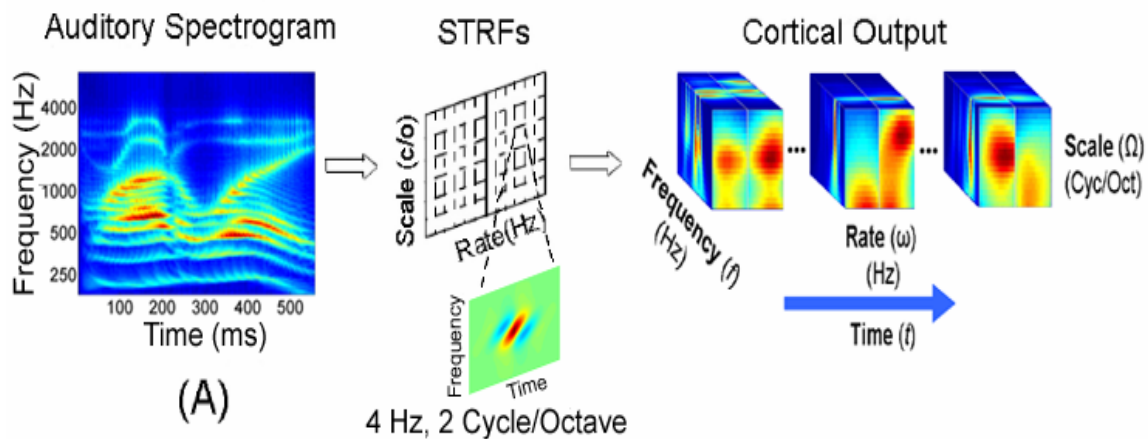 Auditory Spectrogram
STRFs
Cortical Output
Frequency (Hz)
4000
2000
1000
500
250
100 200 300 400 500
Time (ms)
(A)
Scale (c/o)
Rate(Hz)
Frequency
Time
4 Hz, 2 Cycle/Octave
Frequency (f)
(Hz)
...
...
Scale (Ω)
(Cyc/Oct)
Rate (ω)
(Hz)
Time (t)